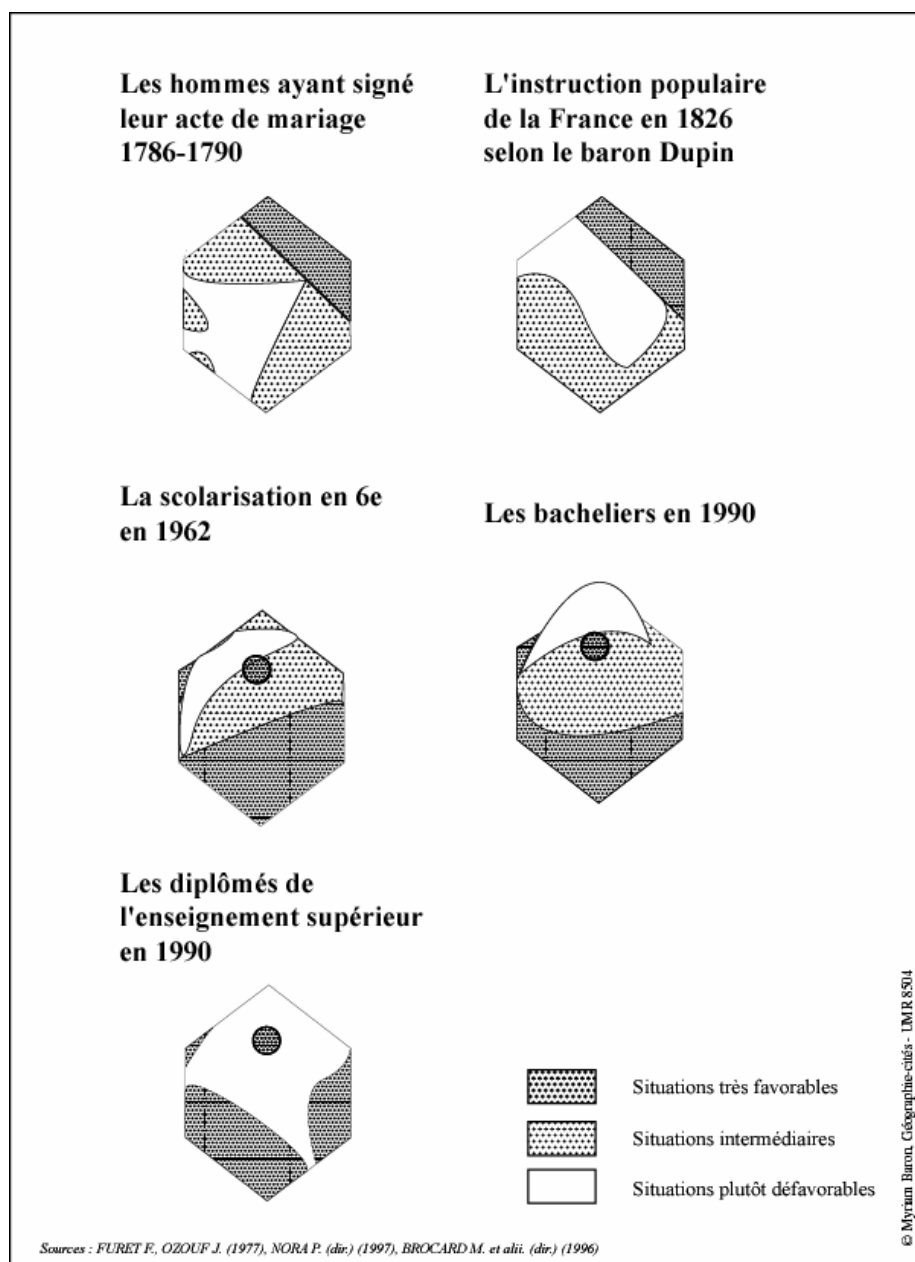 Les hommes ayant signé
leur acte de mariage
1786-1790
L'instruction populaire
de la France en 1826
selon le baron Dupin
La scolarisation en 6e
en 1962
Les bacheliers en 1990
Les diplômés de
l'enseignement supérieur
en 1990
Situations très favorables
Situations intermédiaires
Situations plutôt défavorables
Sources : FURET F., OZOUF J. (1977), NORA P. (dir.) (1997), BROCARD M. et alii. (dir.) (1996)
© Myriam Baron, Géographie-cités - UMR 8504